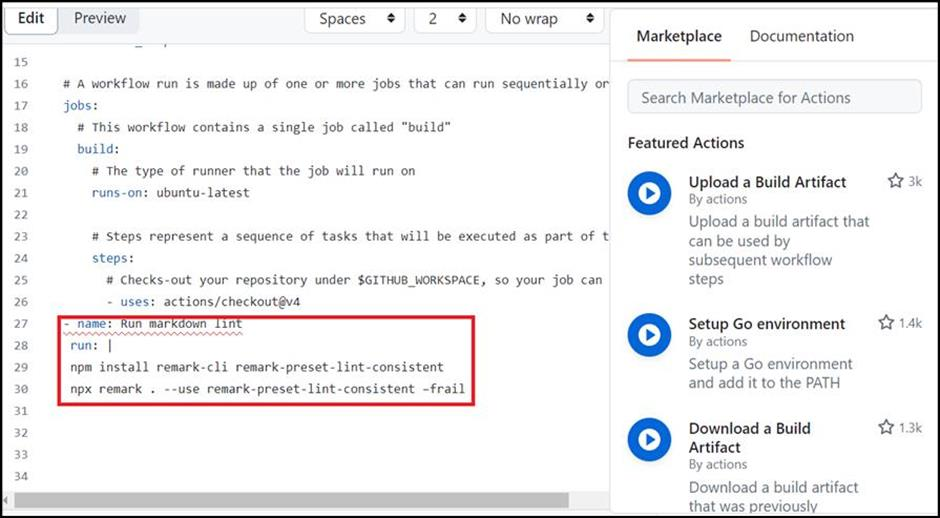 Edit Preview Spaces 2 No wrap
15
16 # A workflow run is made up of one or more jobs that can run sequentially or
17 jobs:
18 # This workflow contains a single job called "build"
19 build:
20 # The type of runner that the job will run on
21 runs-on: ubuntu-latest
22
23 # Steps represent a sequence of tasks that will be executed as part of t
24 steps:
25 # Checks-out your repository under $GITHUB_WORKSPACE, so your job can
26 - uses: actions/checkout@v4
27 - name: Run markdown lint
28 run: |
29 npm install remark-cli remark-preset-lint-consistent
30 npx remark . --use remark-preset-lint-consistent –frail
31
32
33
34
Marketplace Documentation
Search Marketplace for Actions
Featured Actions
Upload a Build Artifact 3k
By actions
Upload a build artifact that
can be used by
subsequent workflow
steps
Setup Go environment 1.4k
By actions
Setup a Go environment
and add it to the PATH
Download a Build 1.3k
Artifact
By actions
Download a build artifact
that was previously